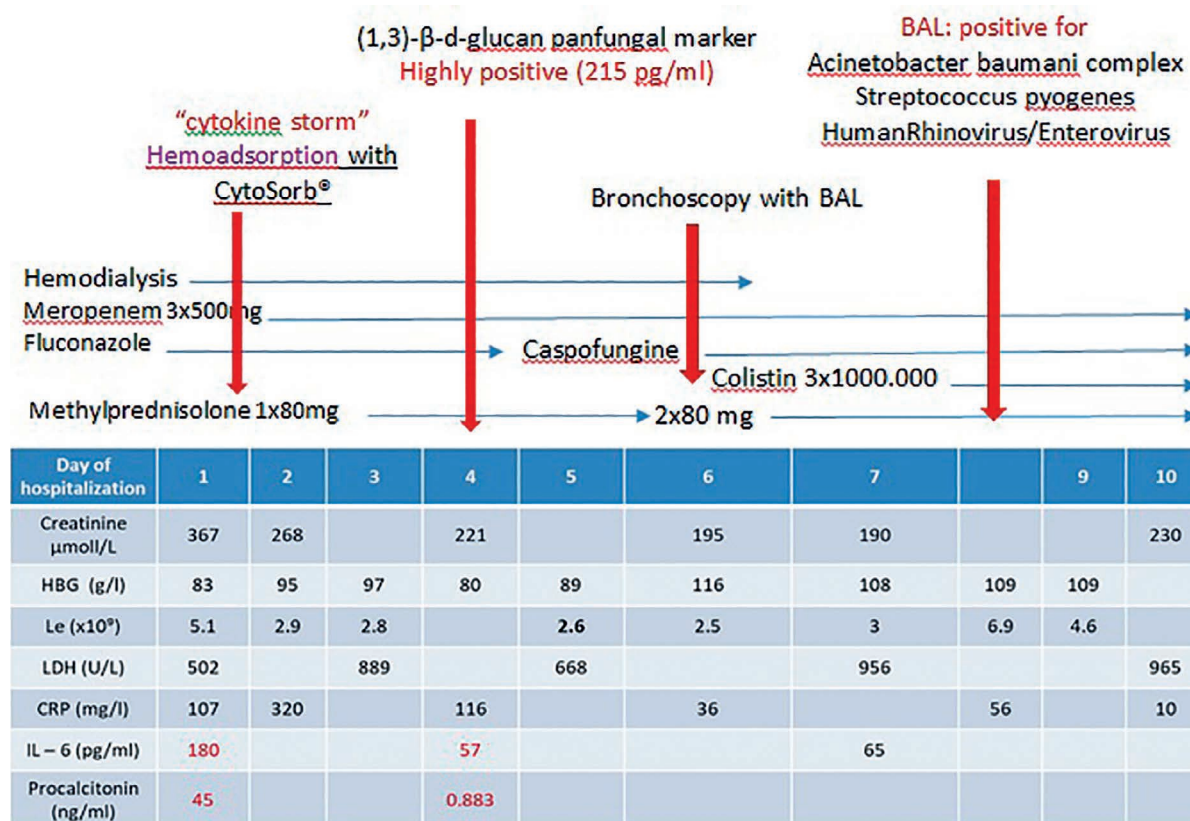 (1,3)-β-d-glucan panfungal marker
Highly positive (215 pg/ml)
BAL: positive for
Acinetobacter baumani complex
Streptococcus pyogenes
HumanRhinovirus/Enterovirus
“cytokine storm”
Hemoadsorption with
CytoSorb®
Bronchoscopy with BAL
Hemodialysis
Meropenem 3x500mg
Fluconazole
Caspofungine
Colistin 3x1000.000
Methylprednisolone 1x80mg
2x80 mg
Day of
hospitalization 1 2 3 4 5 6 7 9 10
Creatinine
µmoll/L 367 268 221 195 190 230
HBG (g/l) 83 95 97 80 89 116 108 109 109
Le (x10⁹) 5.1 2.9 2.8 2.6 2.5 3 6.9 4.6
LDH (U/L) 502 889 668 956 965
CRP (mg/l) 107 320 116 36 56 10
IL – 6 (pg/ml) 180 57 65
Procalcitonin
(ng/ml) 45 0.883